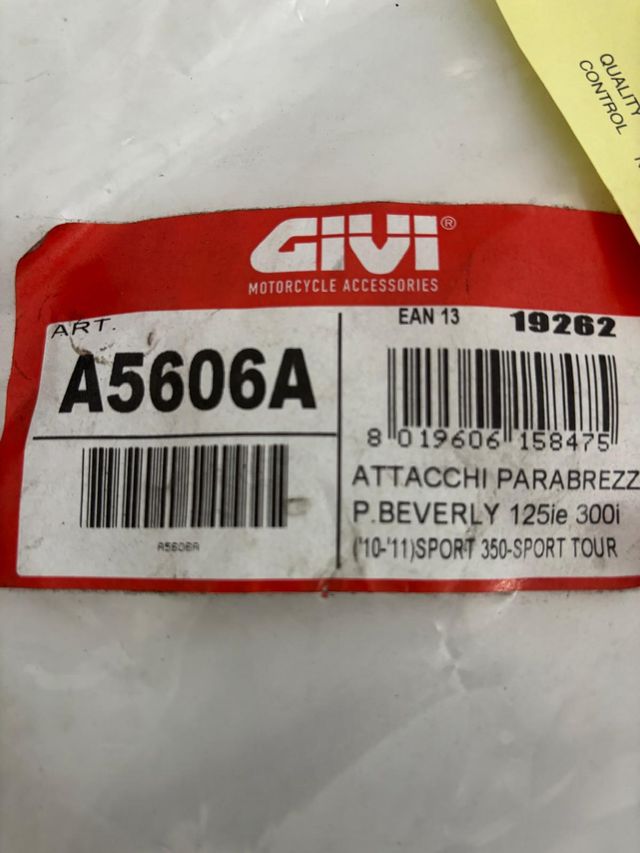 QUALITY
CONTROL
GIVI®
MOTORCYCLE ACCESSORIES
ART.
A5606A
A5606A
EAN 13 19262
8 019606 158475
ATTACCHI PARABREZZ
P.BEVERLY 125ie 300i
('10-'11)SPORT 350-SPORT TOUR